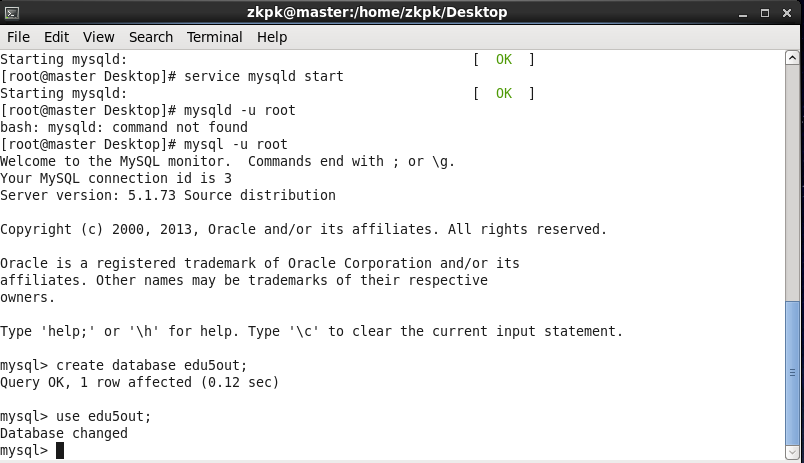 zkpk@master:/home/zkpk/Desktop
File Edit View Search Terminal Help
Starting mysqld: [ OK ]
[root@master Desktop]# service mysqld start
Starting mysqld: [ OK ]
[root@master Desktop]# mysqld -u root
bash: mysqld: command not found
[root@master Desktop]# mysql -u root
Welcome to the MySQL monitor.  Commands end with ; or \g.
Your MySQL connection id is 3
Server version: 5.1.73 Source distribution
Copyright (c) 2000, 2013, Oracle and/or its affiliates. All rights reserved.
Oracle is a registered trademark of Oracle Corporation and/or its
affiliates. Other names may be trademarks of their respective
owners.
Type 'help;' or '\h' for help. Type '\c' to clear the current input statement.
mysql> create database edu5out;
Query OK, 1 row affected (0.12 sec)
mysql> use edu5out;
Database changed
mysql>